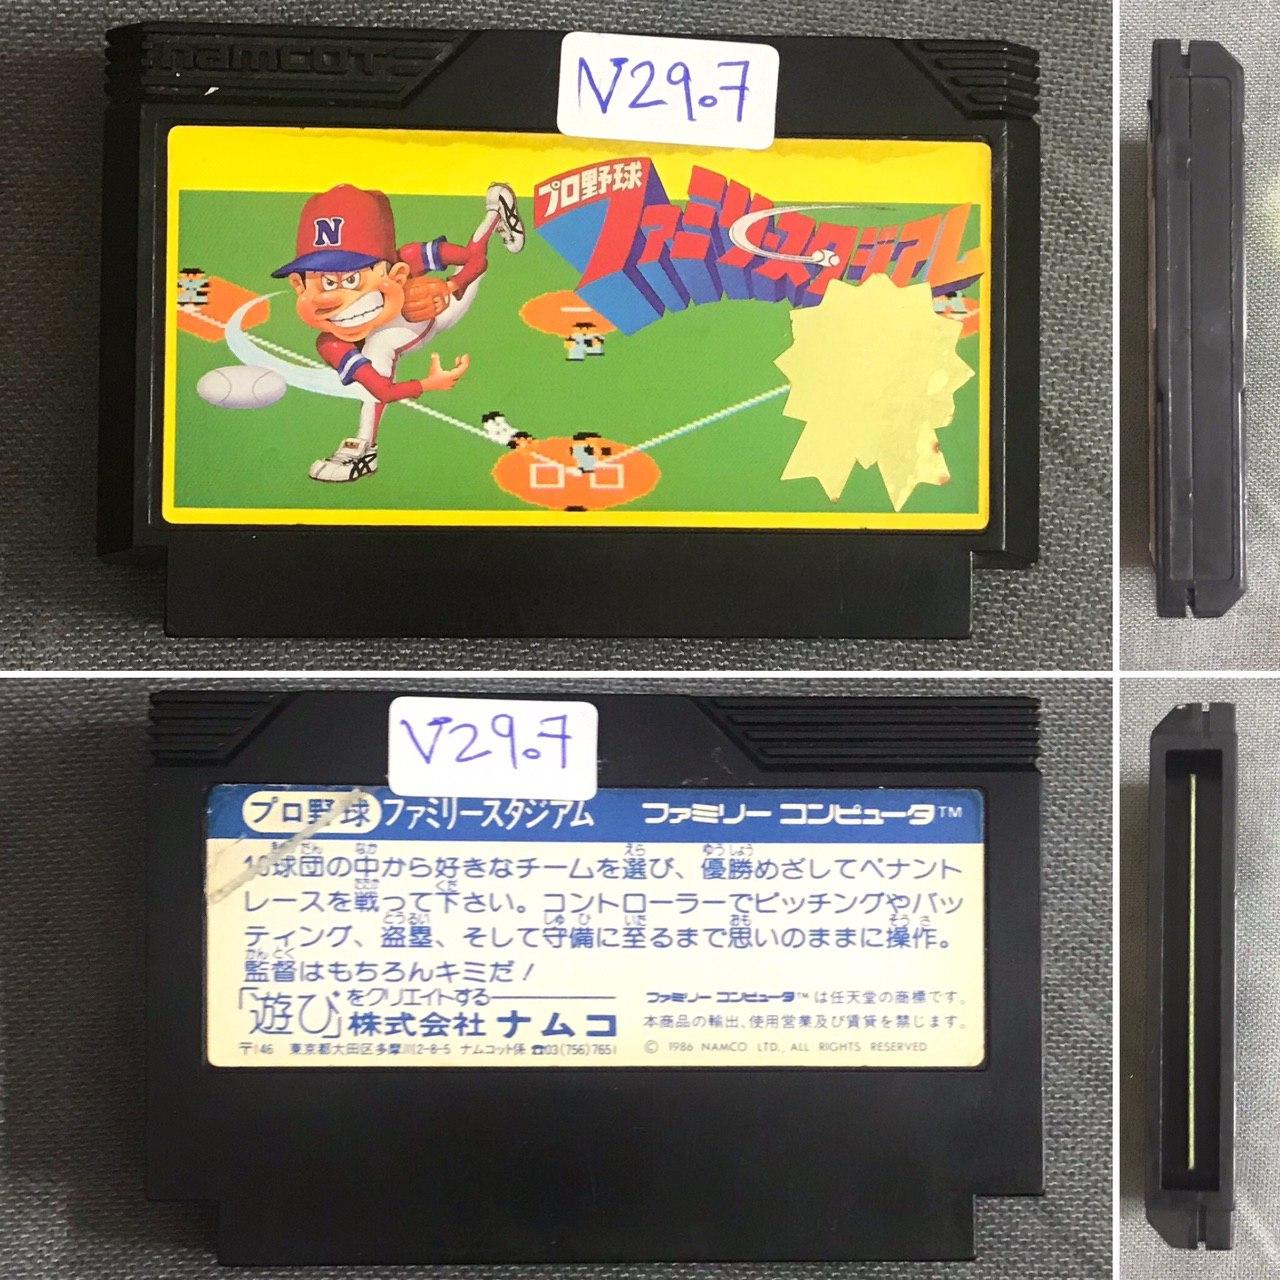 namcot
N29.7
プロ野球
ファミリースタジアム
N
V29.7
プロ野球 ファミリースタジアム ファミリー コンピュータ™
10球団の中から好きなチームを選び、優勝めざしてペナント
レースを戦って下さい。コントローラーでピッチングやバッ
ティング、盗塁、そして守備に至るまで思いのままに操作。
監督はもちろんキミだ!
「遊び」をクリエイトする
株式会社 ナムコ
〒146 東京都大田区多摩川2-8-5 ナムコット係 ☎03(756)7651
ファミリー コンピュータ™は任天堂の商標です。
本商品の輸出、使用営業及び賃貸を禁じます。
© 1986 NAMCO LTD., ALL RIGHTS RESERVED